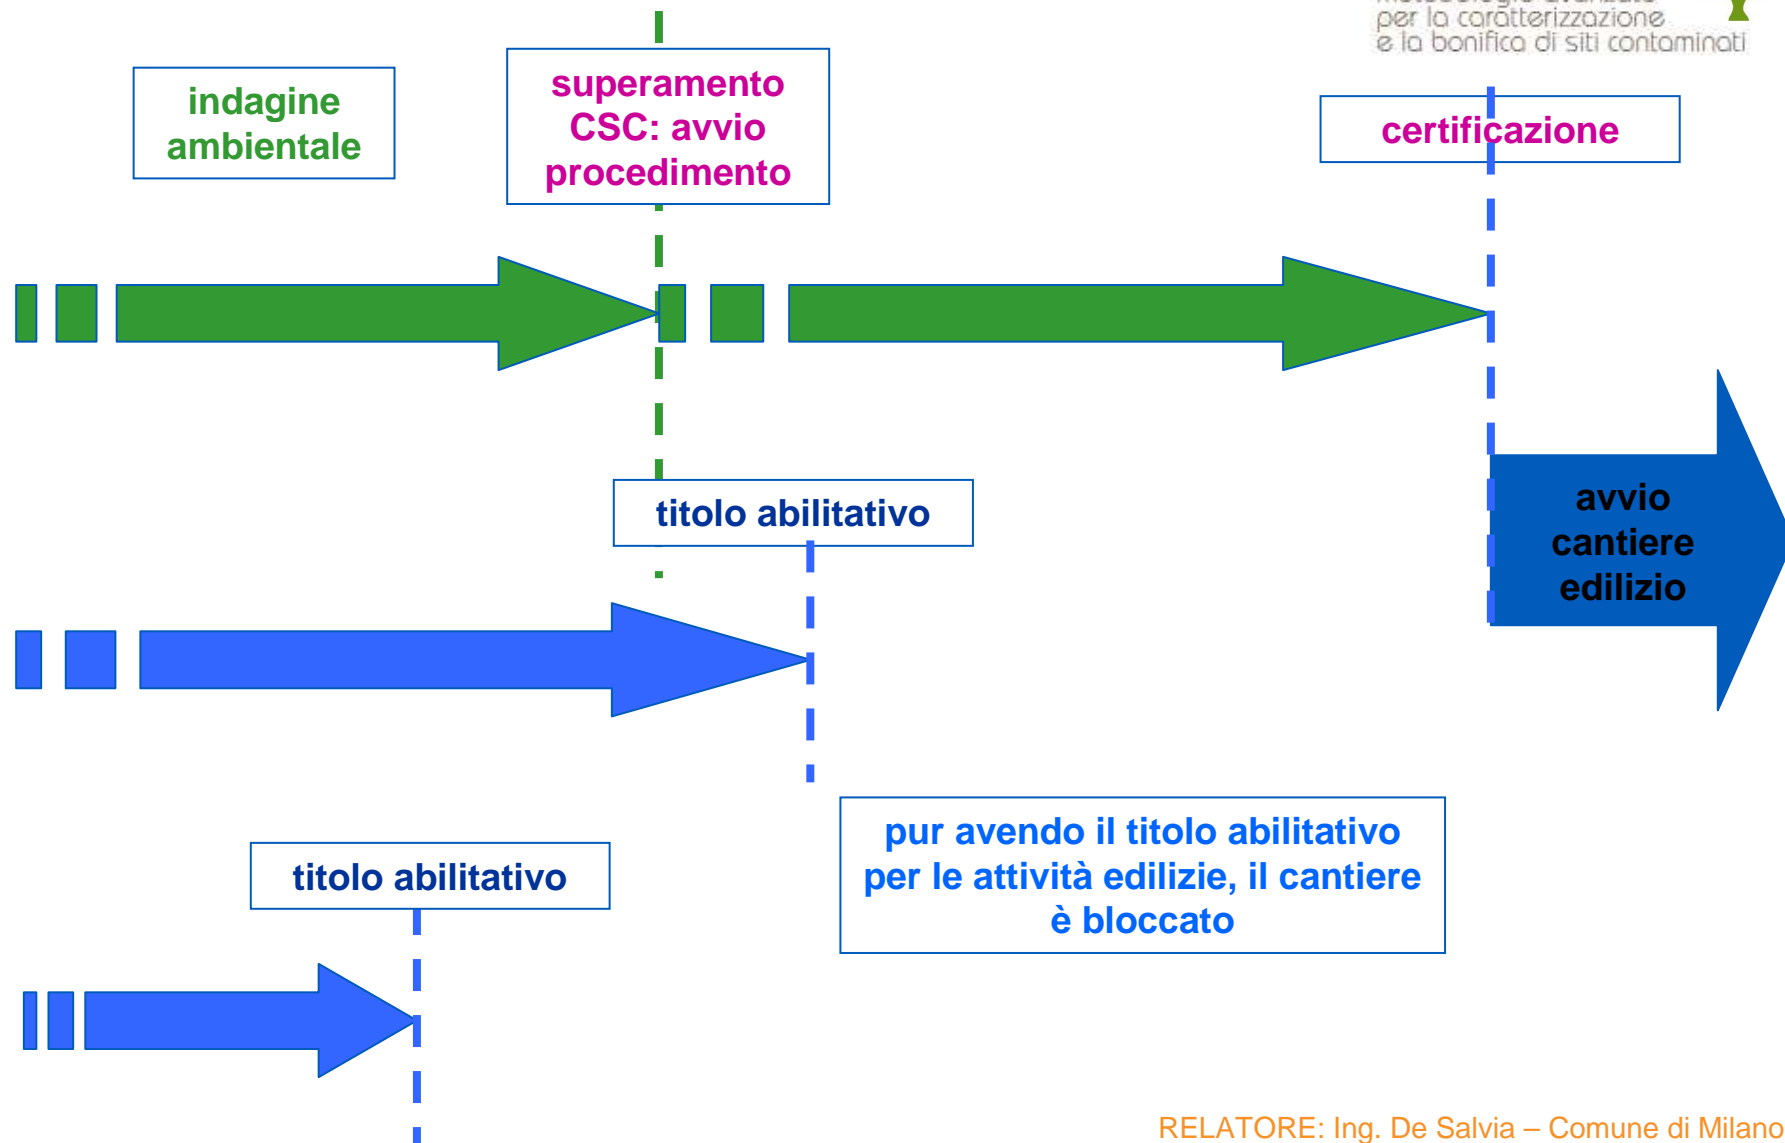 per la caratterizzazione
e la bonifica di siti contaminati
indagine
ambientale
superamento
CSC: avvio
procedimento
certificazione
titolo abilitativo
avvio
cantiere
edilizio
pur avendo il titolo abilitativo
per le attività edilizie, il cantiere
è bloccato
titolo abilitativo
RELATORE: Ing. De Salvia – Comune di Milano